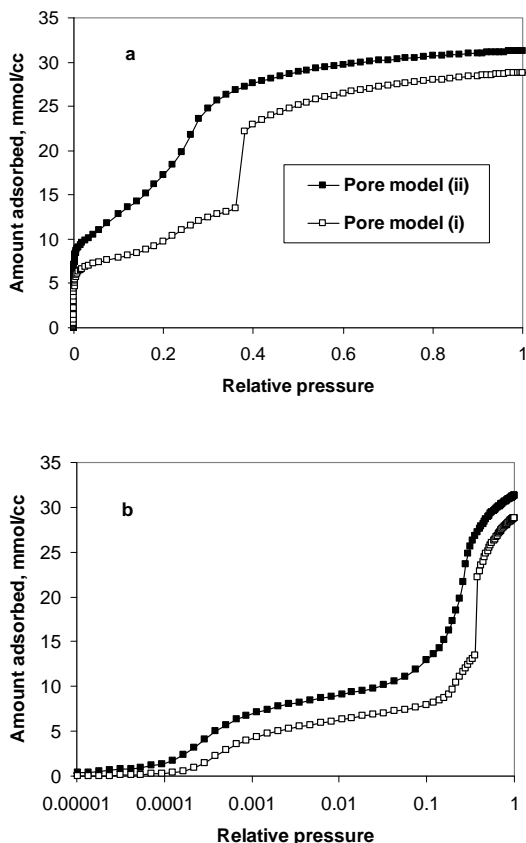 a
35
30
25
20
15
10
5
0
Amount adsorbed, mmol/cc
Pore model (ii)
Pore model (i)
0 0.2 0.4 0.6 0.8 1
Relative pressure
b
35
30
25
20
15
10
5
0
Amount adsorbed, mmol/cc
0.00001 0.0001 0.001 0.01 0.1 1
Relative pressure